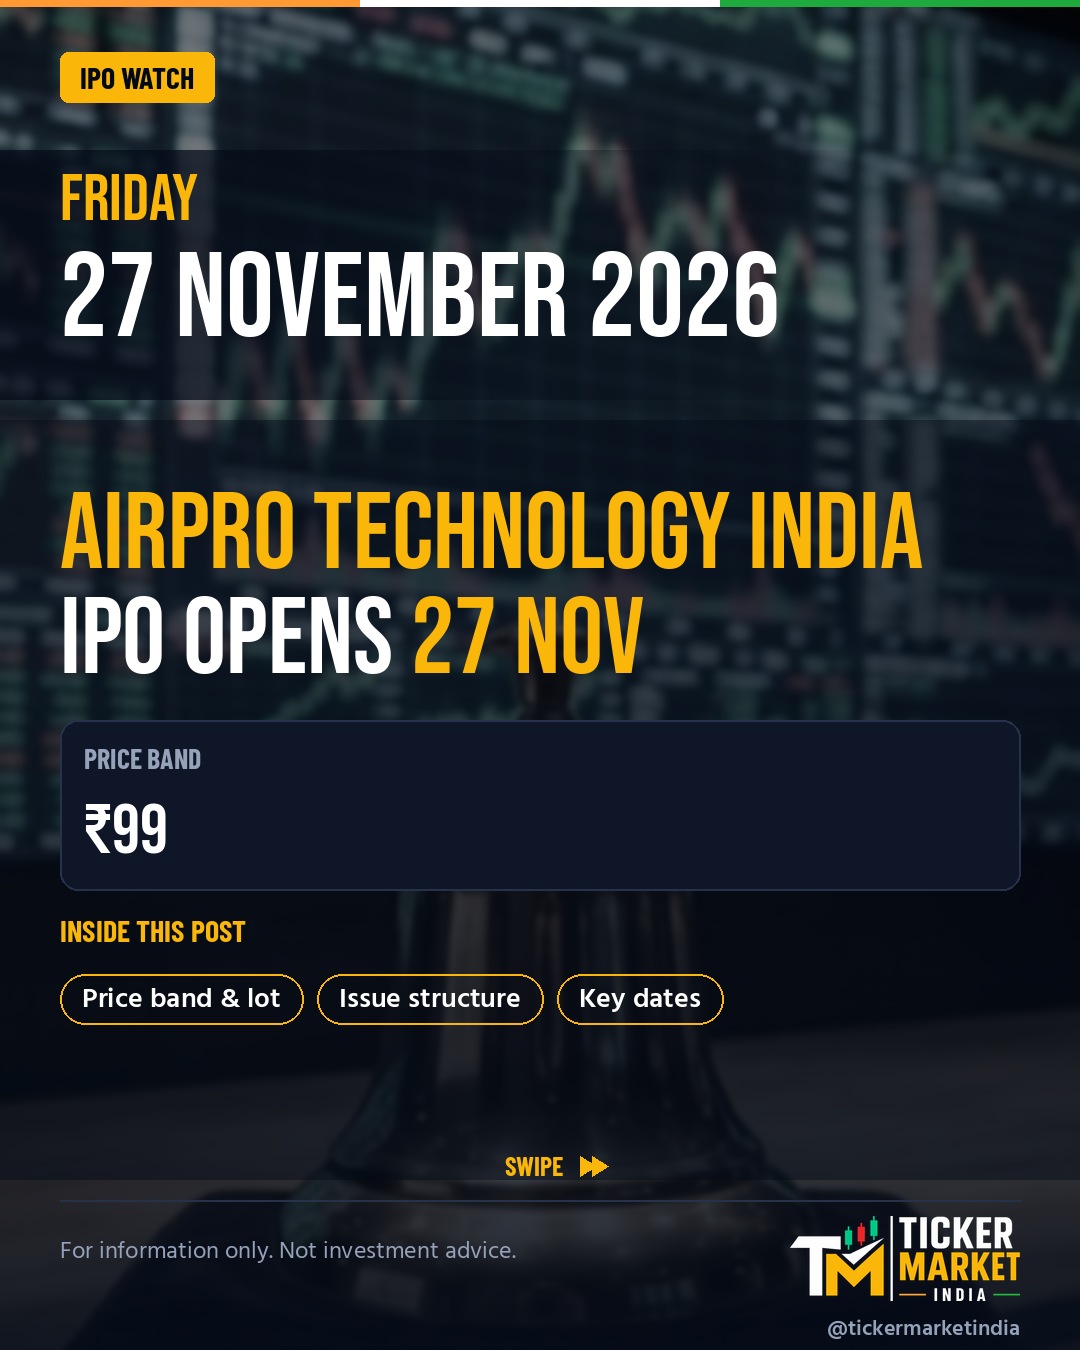 IPO WATCH
FRIDAY
27 NOVEMBER 2026
AIRPRO TECHNOLOGY INDIA
IPO OPENS 27 NOV
PRICE BAND
₹99
INSIDE THIS POST
Price band & lot
Issue structure
Key dates
SWIPE
For information only. Not investment advice.
TM
TICKER
MARKET
INDIA
@tickermarketindia